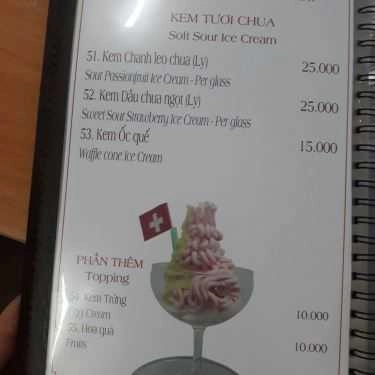 KEM TƯƠI CHUA
Soft Sour Ice Cream
51. Kem Chanh leo chua (Ly) 25.000
Sour Passionfruit Ice Cream - Per glass
52. Kem Dâu chua ngọt (Ly) 25.000
Sweet Sour Strawberry Ice Cream - Per glass
53. Kem Ốc quế 15.000
Waffle cone Ice Cream
PHẦN THÊM
Topping
54. Kem Trứng 10.000
Cream
55. Hoa quả
Fruits 10.000